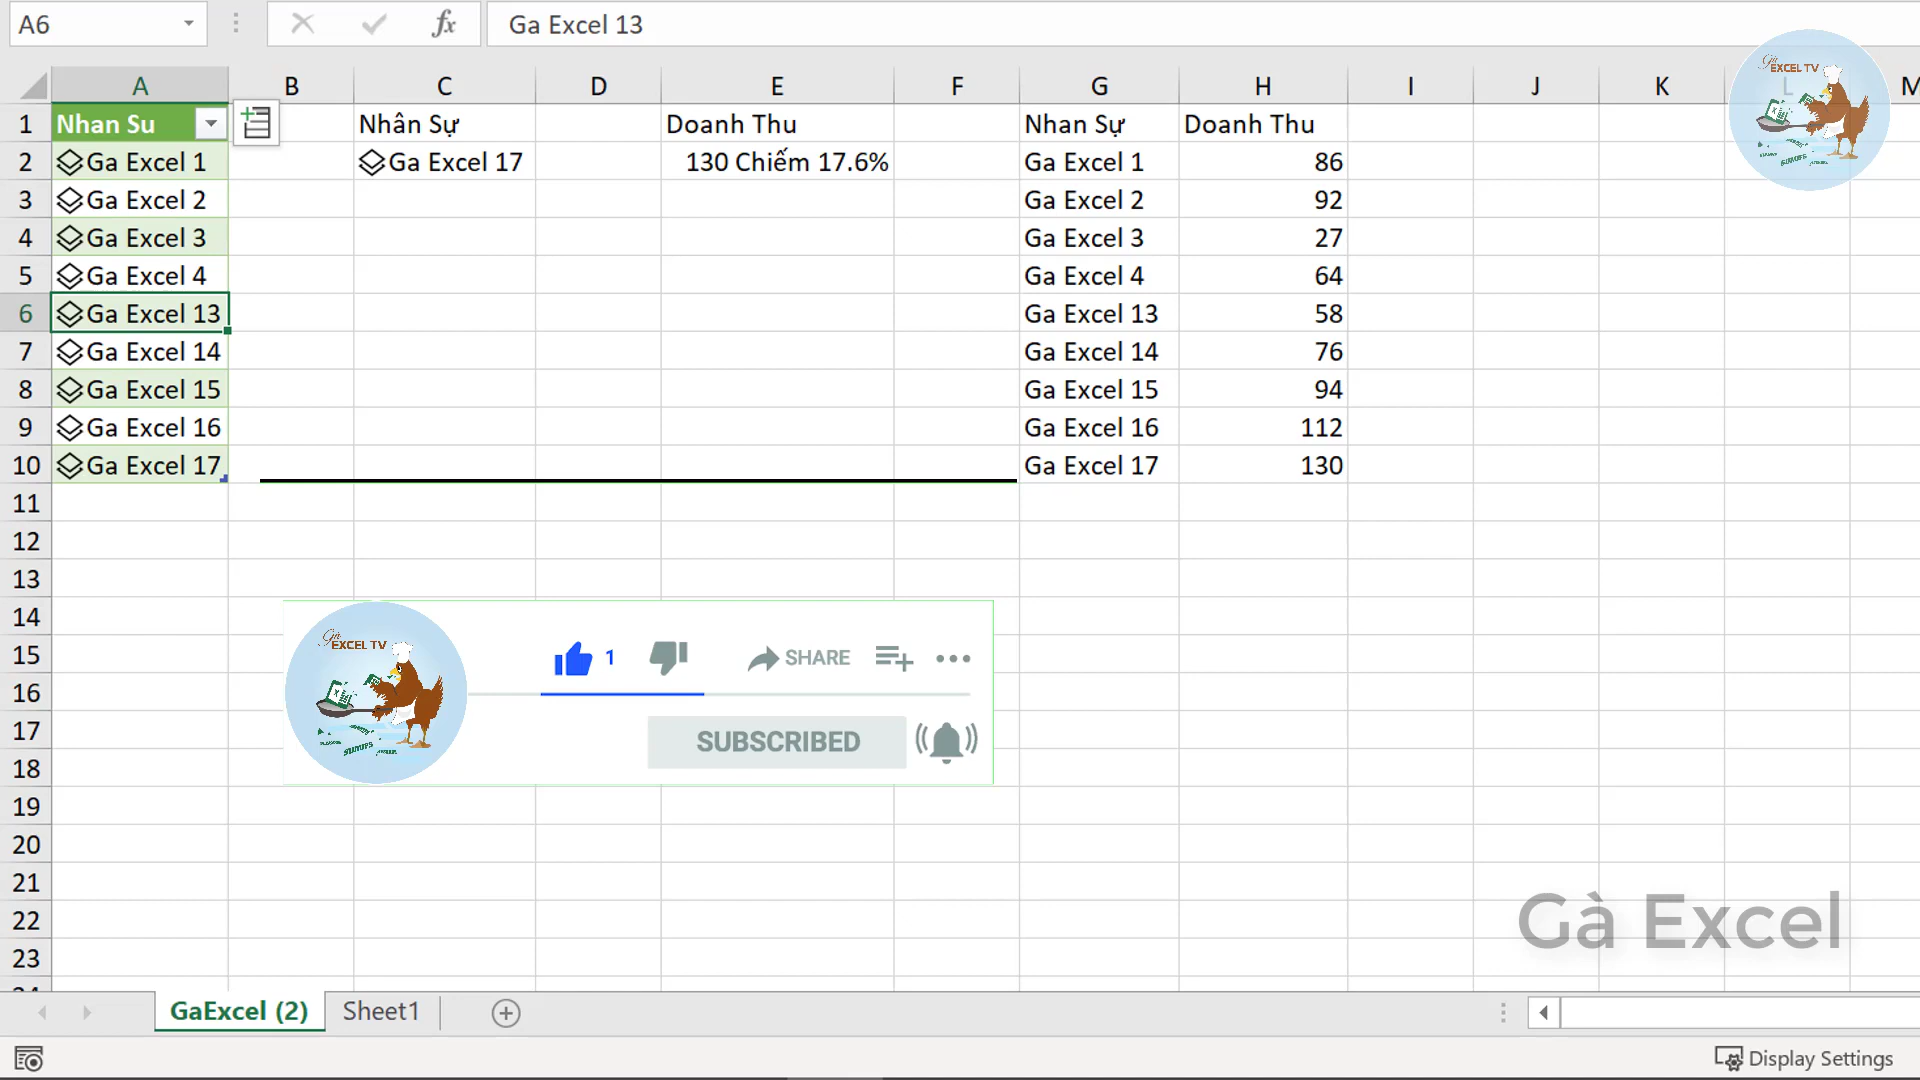 A6
fx
Ga Excel 13
A B C D E F G H I J K L M
1 Nhan Su Nhân Sự Doanh Thu Nhan Sự Doanh Thu
2 Ga Excel 1 Ga Excel 17 130 Chiếm 17.6% Ga Excel 1 86
3 Ga Excel 2 Ga Excel 2 92
4 Ga Excel 3 Ga Excel 3 27
5 Ga Excel 4 Ga Excel 4 64
6 Ga Excel 13 Ga Excel 13 58
7 Ga Excel 14 Ga Excel 14 76
8 Ga Excel 15 Ga Excel 15 94
9 Ga Excel 16 Ga Excel 16 112
10 Ga Excel 17 Ga Excel 17 130
11
12
13
14
15
16
17
18
19
20
21
22
23
24
Gà
EXCEL TV
Gà
EXCEL TV
1 SHARE
SUBSCRIBED
Gà Excel
GaExcel (2) Sheet1
Display Settings